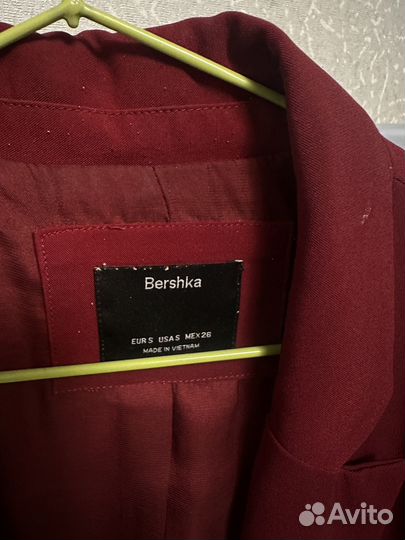 Bershka
EUR S USA S MEX 26
MADE IN VIETNAM
Avito